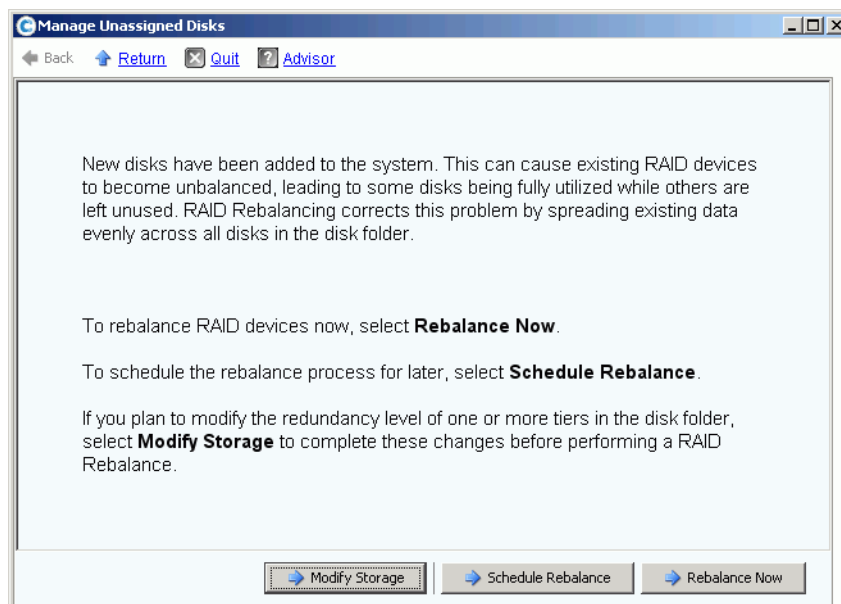 Manage Unassigned Disks
Back Return Quit Advisor
New disks have been added to the system. This can cause existing RAID devices
to become unbalanced, leading to some disks being fully utilized while others are
left unused. RAID Rebalancing corrects this problem by spreading existing data
evenly across all disks in the disk folder.
To rebalance RAID devices now, select Rebalance Now.
To schedule the rebalance process for later, select Schedule Rebalance.
If you plan to modify the redundancy level of one or more tiers in the disk folder,
select Modify Storage to complete these changes before performing a RAID
Rebalance.
Modify Storage Schedule Rebalance Rebalance Now